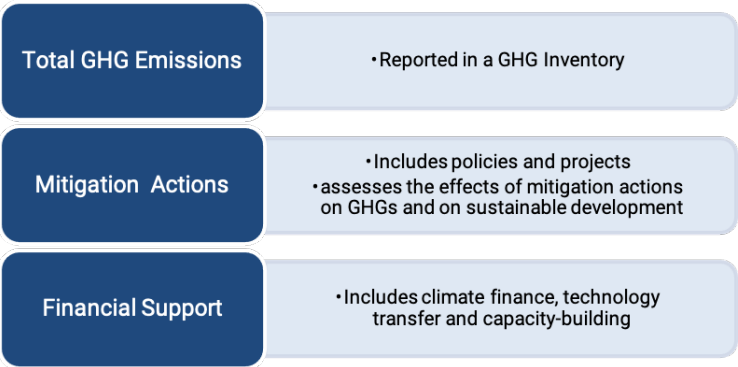 Total GHG Emissions
•Reported in a GHG Inventory
Mitigation Actions
•Includes policies and projects
•assesses the effects of mitigation actions
on GHGs and on sustainable development
Financial Support
•Includes climate finance, technology
transfer and capacity-building